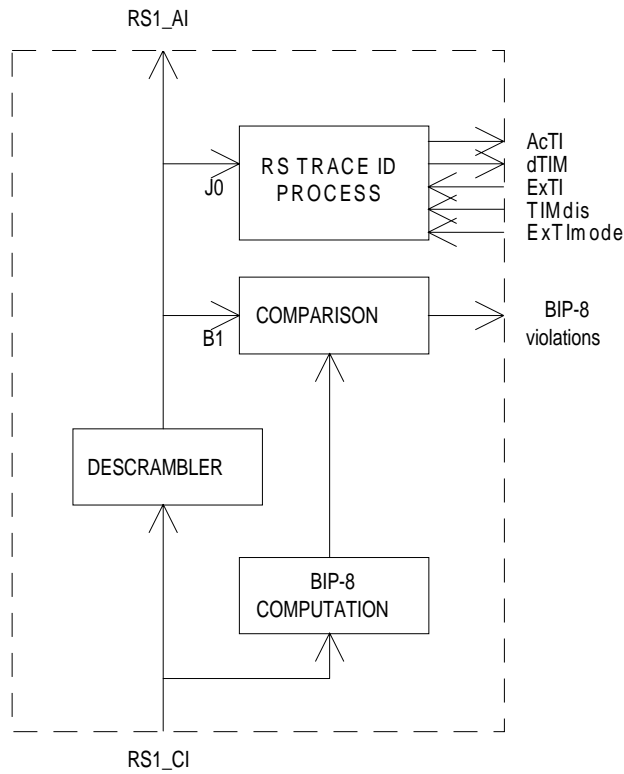 RS1_AI
RS TRACE ID
PROCESS
J0
AcTI
dTIM
ExTI
TIMdis
ExTImode
COMPARISON
B1
BIP-8
violations
DESCRAMBLER
BIP-8
COMPUTATION
RS1_CI